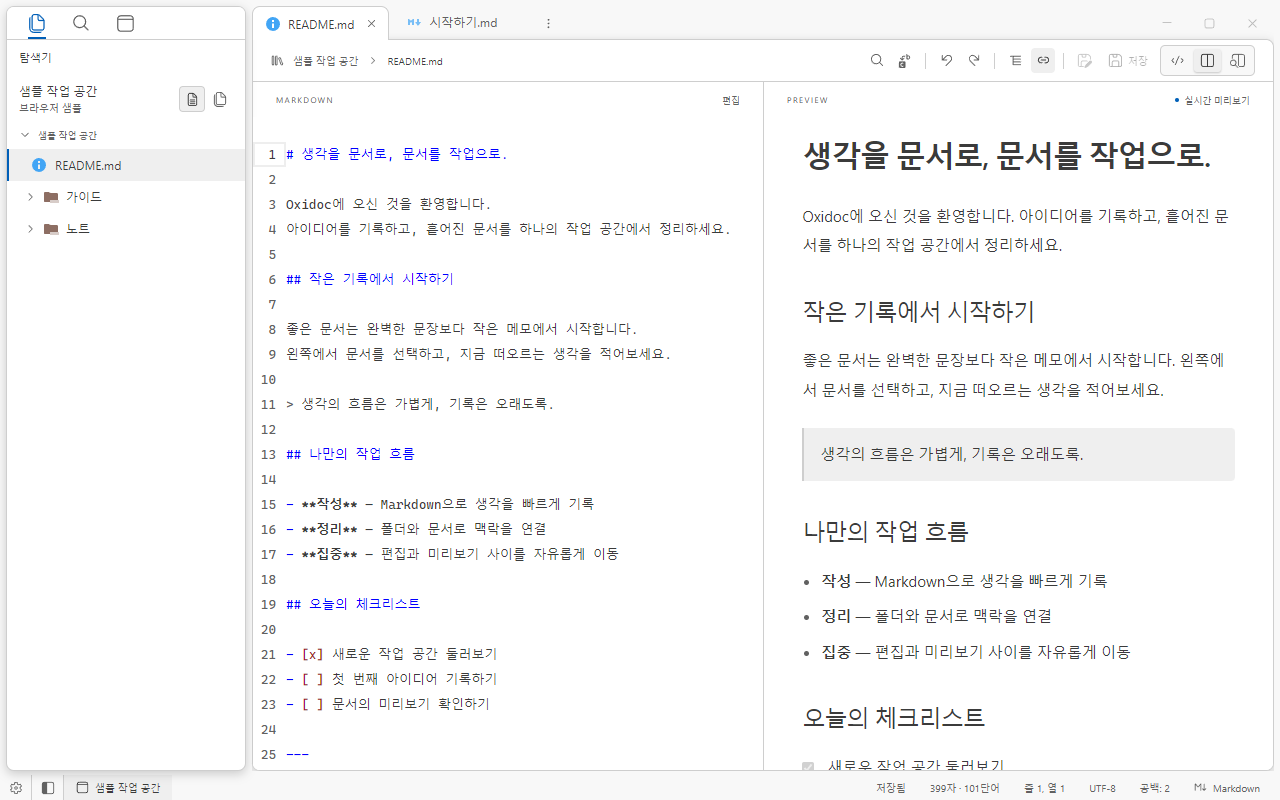 탐색기
샘플 작업 공간
브라우저 샘플
샘플 작업 공간
README.md
가이드
노트
README.md
시작하기.md
샘플 작업 공간 > README.md
저장
MARKDOWN
편집
1 # 생각을 문서로, 문서를 작업으로.
2
3 Oxidoc에 오신 것을 환영합니다.
4 아이디어를 기록하고, 흩어진 문서를 하나의 작업 공간에서 정리하세요.
5
6 ## 작은 기록에서 시작하기
7
8 좋은 문서는 완벽한 문장보다 작은 메모에서 시작합니다.
9 왼쪽에서 문서를 선택하고, 지금 떠오르는 생각을 적어보세요.
10
11 > 생각의 흐름은 가볍게, 기록은 오래도록.
12
13 ## 나만의 작업 흐름
14
15 - **작성** — Markdown으로 생각을 빠르게 기록
16 - **정리** — 폴더와 문서로 맥락을 연결
17 - **집중** — 편집과 미리보기 사이를 자유롭게 이동
18
19 ## 오늘의 체크리스트
20
21 - [x] 새로운 작업 공간 둘러보기
22 - [ ] 첫 번째 아이디어 기록하기
23 - [ ] 문서의 미리보기 확인하기
24
25 ---
PREVIEW
실시간 미리보기
생각을 문서로, 문서를 작업으로.
Oxidoc에 오신 것을 환영합니다. 아이디어를 기록하고, 흩어진 문
서를 하나의 작업 공간에서 정리하세요.
작은 기록에서 시작하기
좋은 문서는 완벽한 문장보다 작은 메모에서 시작합니다. 왼쪽에
서 문서를 선택하고, 지금 떠오르는 생각을 적어보세요.
생각의 흐름은 가볍게, 기록은 오래도록.
나만의 작업 흐름
• 작성 — Markdown으로 생각을 빠르게 기록
• 정리 — 폴더와 문서로 맥락을 연결
• 집중 — 편집과 미리보기 사이를 자유롭게 이동
오늘의 체크리스트
새로운 작업 공간 둘러보기
샘플 작업 공간
저장됨
399자 · 101단어
줄 1, 열 1
UTF-8
공백: 2
Markdown